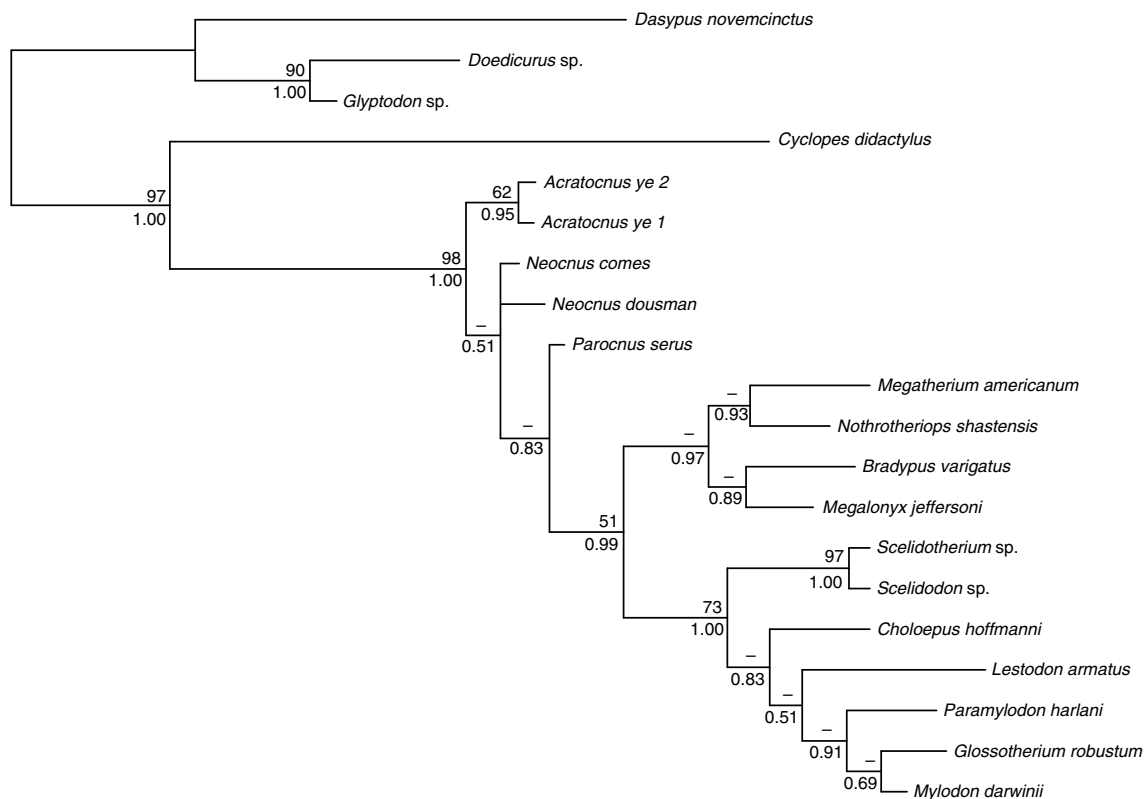 Dasypus novemcinctus
Doedicurus sp.
90
1.00
Glyptodon sp.
Cyclopes didactylus
97
1.00
Acratocnus ye 2
62
0.95
Acratocnus ye 1
98
1.00
Neocnus comes
Neocnus dousman
–
0.51
Parocnus serus
–
0.83
Megatherium americanum
–
0.93
Nothrotheriops shastensis
–
0.97
Bradypus varigatus
–
0.89
Megalonyx jeffersoni
51
0.99
Scelidotherium sp.
97
1.00
Scelidodon sp.
73
1.00
Choloepus hoffmanni
–
0.83
Lestodon armatus
–
0.51
Paramylodon harlani
–
0.91
Glossotherium robustum
–
0.69
Mylodon darwinii